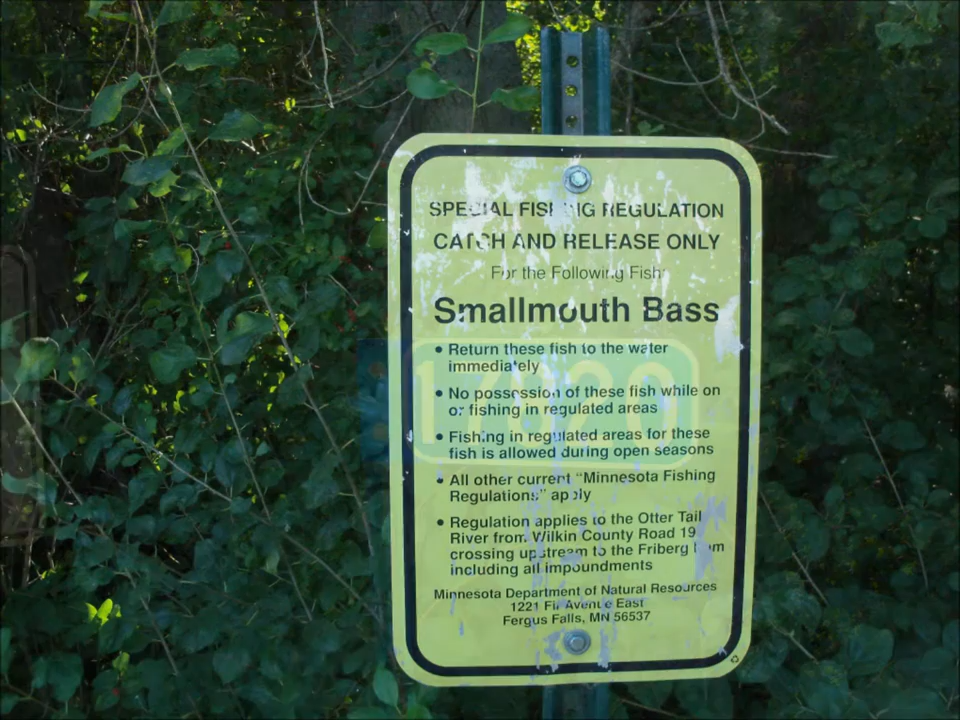 SPECIAL FISHING REGULATION
CATCH AND RELEASE ONLY
For the Following Fish:
Smallmouth Bass
• Return these fish to the water
immediately
• No possession of these fish while on
or fishing in regulated areas
• Fishing in regulated areas for these
fish is allowed during open seasons
• All other current “Minnesota Fishing
Regulations” apply
• Regulation applies to the Otter Tail
River from Wilkin County Road 19
crossing upstream to the Friberg Dam
including all impoundments
Minnesota Department of Natural Resources
1221 Fir Avenue East
Fergus Falls, MN 56537